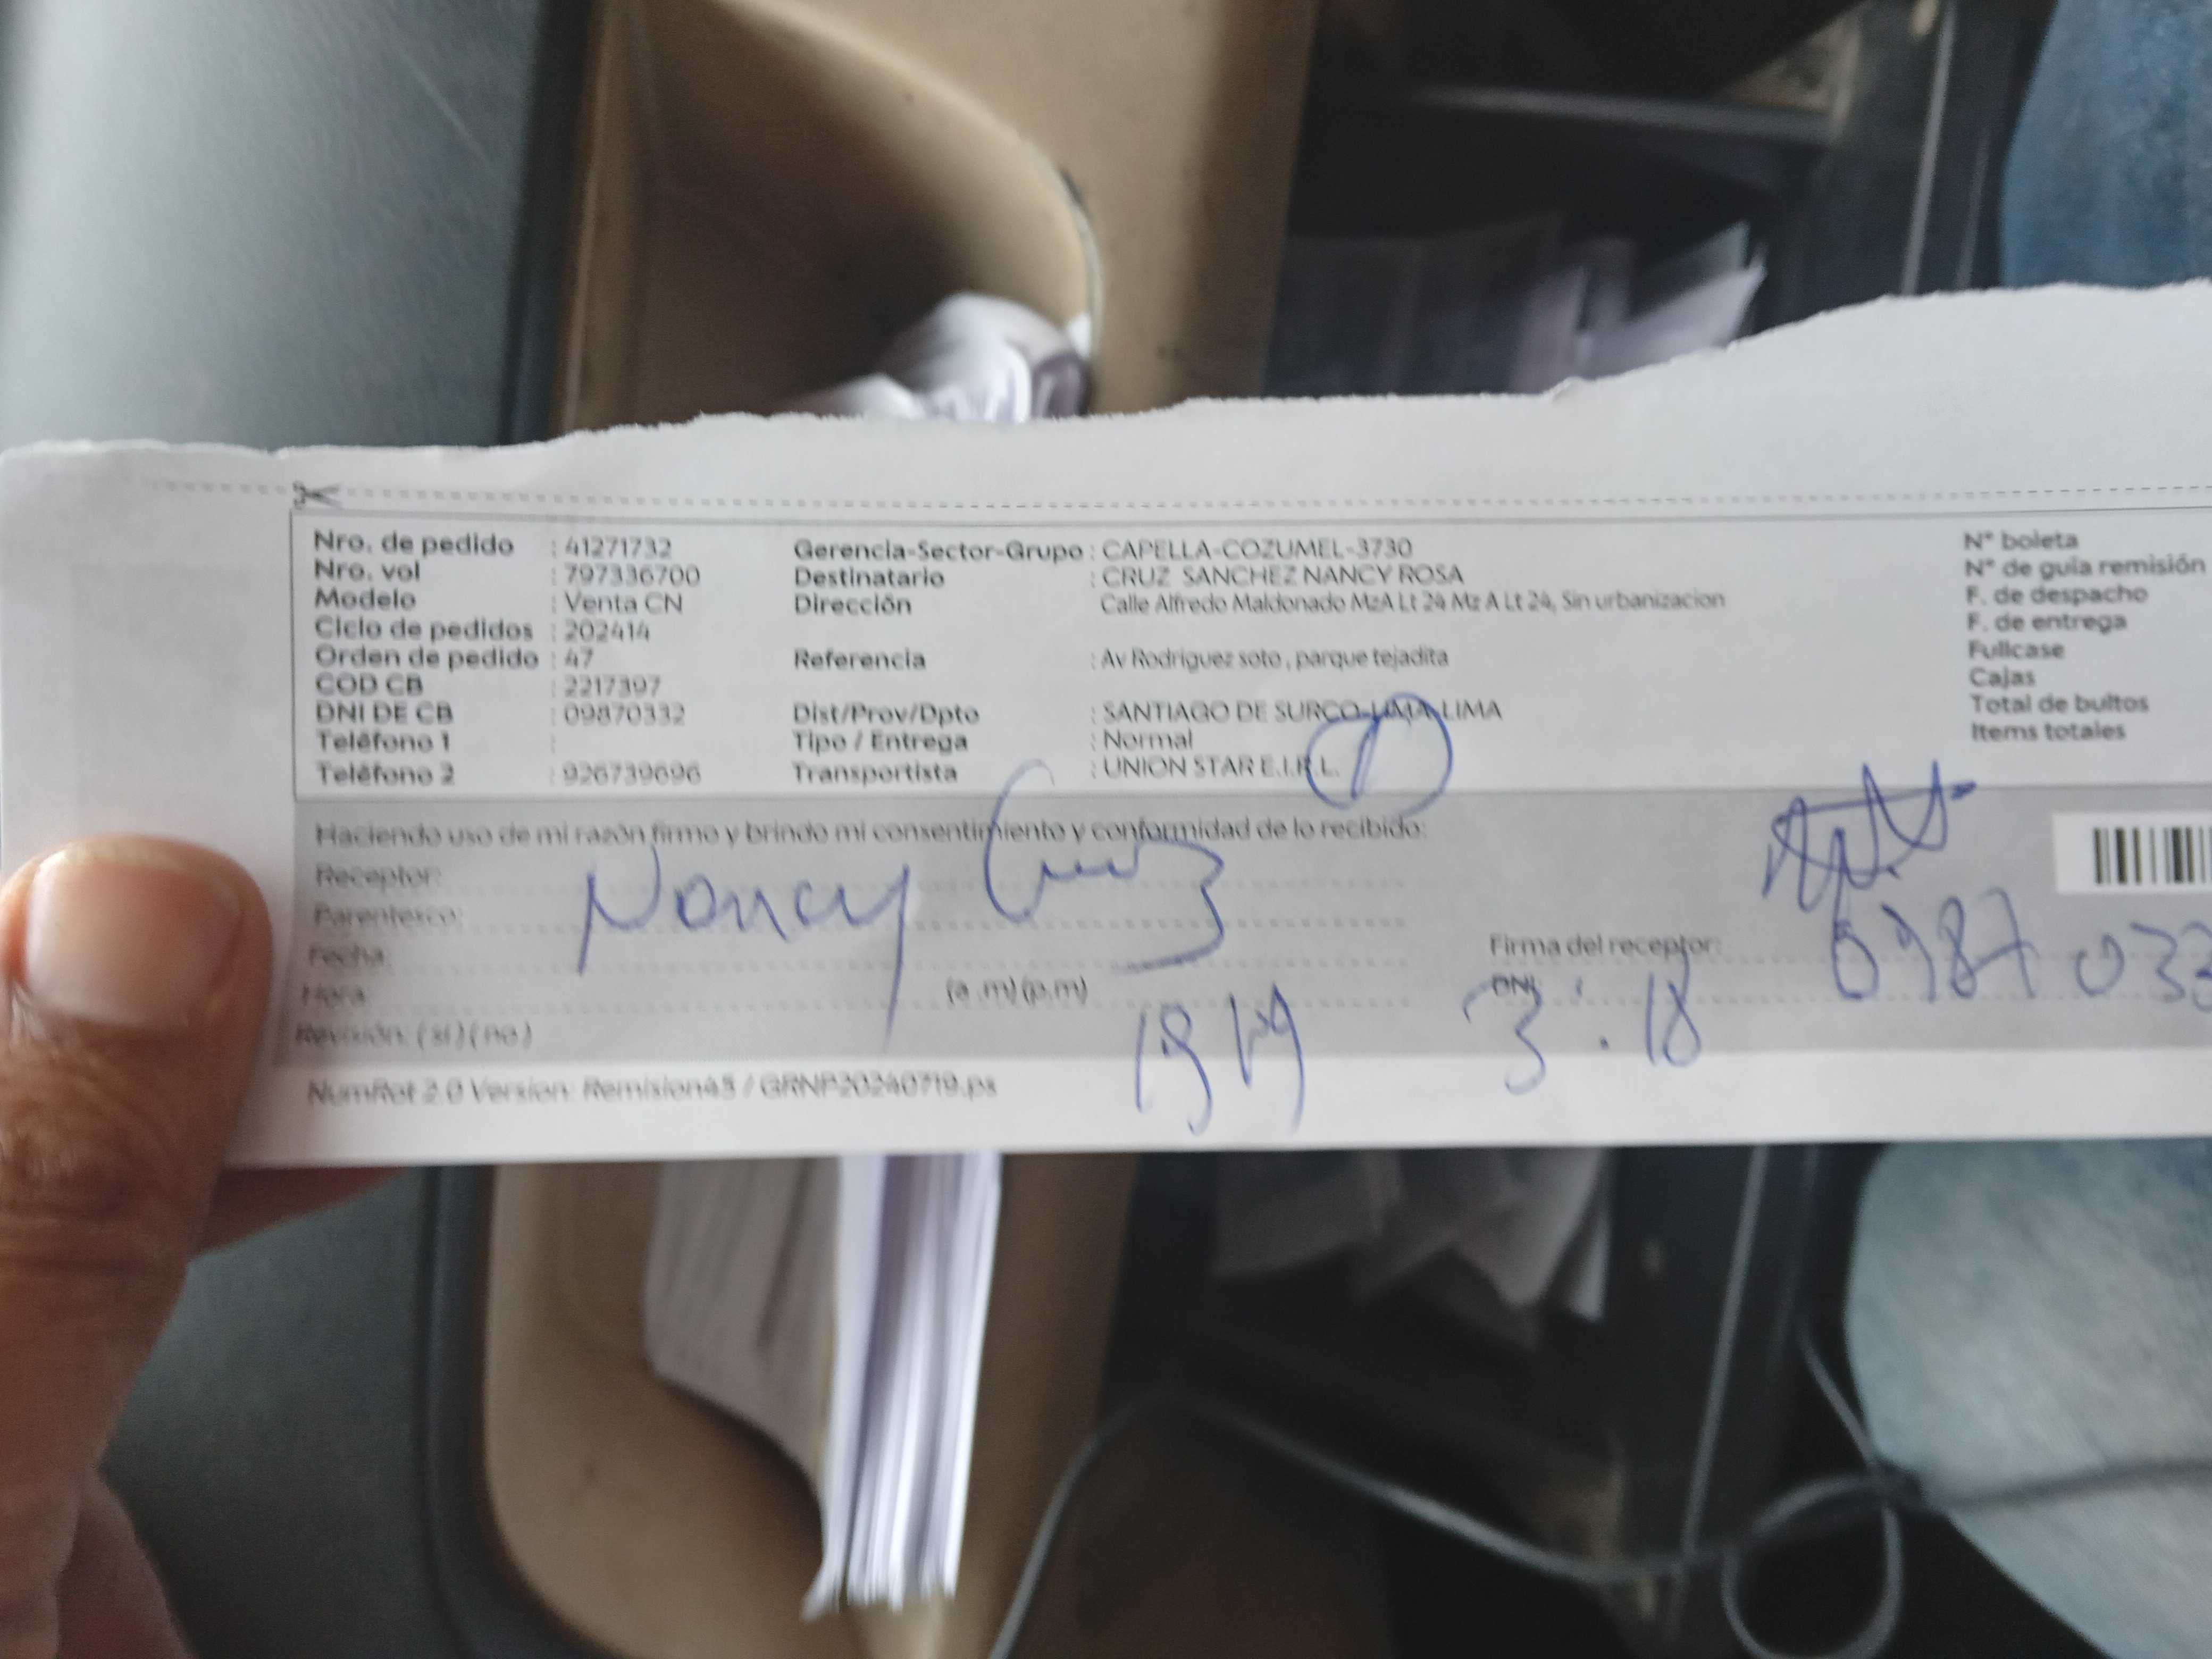 Nro. de pedido : 41271732 Gerencia-Sector-Grupo : CAPELLA-COZUMEL-3730 N° boleta
Nro. vol : 797336700 Destinatario : CRUZ SANCHEZ NANCY ROSA N° de guía remisión
Modelo : Venta CN Dirección Calle Alfredo Maldonado MzA Lt 24 Mz A Lt 24, Sin urbanizacion F. de despacho
Ciclo de pedidos : 202414 F. de entrega
Orden de pedido : 47 Referencia : Av Rodriguez soto , parque tejadita Fullcase
COD CB : 2217397 Cajas
DNI DE CB : 09870332 Dist/Prov/Dpto : SANTIAGO DE SURCO-LIMA-LIMA Total de bultos
Teléfono 1 : Tipo / Entrega : Normal Items totales
Teléfono 2 : 926739696 Transportista : UNION STAR E.I.R.L.
Haciendo uso de mi razón firmo y brindo mi consentimiento y conformidad de lo recibido:
Receptor: Nancy Cruz
Parentesco:
Fecha: Firma del receptor:
Hora (a .m) (p.m) DNI : 0987033
Revisión: ( si ) ( no ) 3.18
NumRot 2.0 Version: Remision45 / GRNP20240719.ps